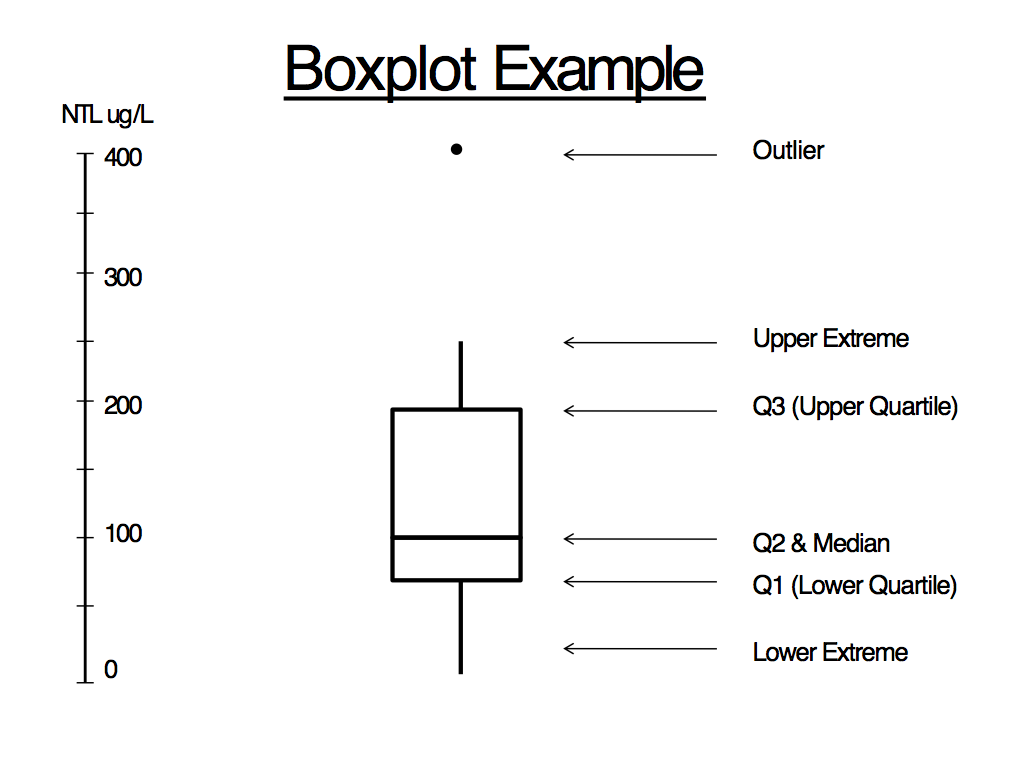 Boxplot Example
NTL ug/L
400
Outlier
300
Upper Extreme
200
Q3 (Upper Quartile)
100
Q2 & Median
Q1 (Lower Quartile)
0
Lower Extreme